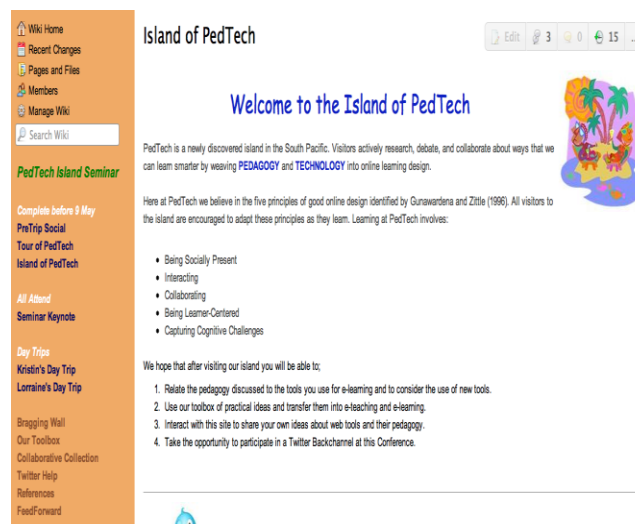 Wiki Home
Recent Changes
Pages and Files
Members
Manage Wiki
Search Wiki
PedTech Island Seminar
Complete before 9 May
PreTrip Social
Tour of PedTech
Island of PedTech
All Attend
Seminar Keynote
Day Trips
Kristin's Day Trip
Lorraine's Day Trip
Bragging Wall
Our Toolbox
Collaborative Collection
Twitter Help
References
FeedForward
Island of PedTech
Edit 3 0 15 ...
Welcome to the Island of PedTech
PedTech is a newly discovered island in the South Pacific. Visitors actively research, debate, and collaborate about ways that we
can learn smarter by weaving PEDAGOGY and TECHNOLOGY into online learning design.
Here at PedTech we believe in the five principles of good online design identified by Gunawardena and Zittle (1996). All visitors to
the island are encouraged to adapt these principles as they learn. Learning at PedTech involves:
• Being Socially Present
• Interacting
• Collaborating
• Being Learner-Centered
• Capturing Cognitive Challenges
We hope that after visiting our island you will be able to;
1. Relate the pedagogy discussed to the tools you use for e-learning and to consider the use of new tools.
2. Use our toolbox of practical ideas and transfer them into e-teaching and e-learning.
3. Interact with this site to share your own ideas about web tools and their pedagogy.
4. Take the opportunity to participate in a Twitter Backchannel at this Conference.